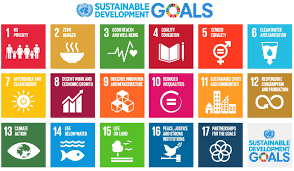 SUSTAINABLE
DEVELOPMENT
GOALS
1 NO
POVERTY
2 ZERO
HUNGER
3 GOOD HEALTH
AND WELL-BEING
4 QUALITY
EDUCATION
5 GENDER
EQUALITY
6 CLEAN WATER
AND SANITATION
7 AFFORDABLE AND
CLEAN ENERGY
8 DECENT WORK AND
ECONOMIC GROWTH
9 INDUSTRY, INNOVATION
AND INFRASTRUCTURE
10 REDUCED
INEQUALITIES
11 SUSTAINABLE CITIES
AND COMMUNITIES
12 RESPONSIBLE
CONSUMPTION
AND PRODUCTION
13 CLIMATE
ACTION
14 LIFE
BELOW WATER
15 LIFE
ON LAND
16 PEACE, JUSTICE
AND STRONG
INSTITUTIONS
17 PARTNERSHIPS
FOR THE GOALS
SUSTAINABLE
DEVELOPMENT
GOALS